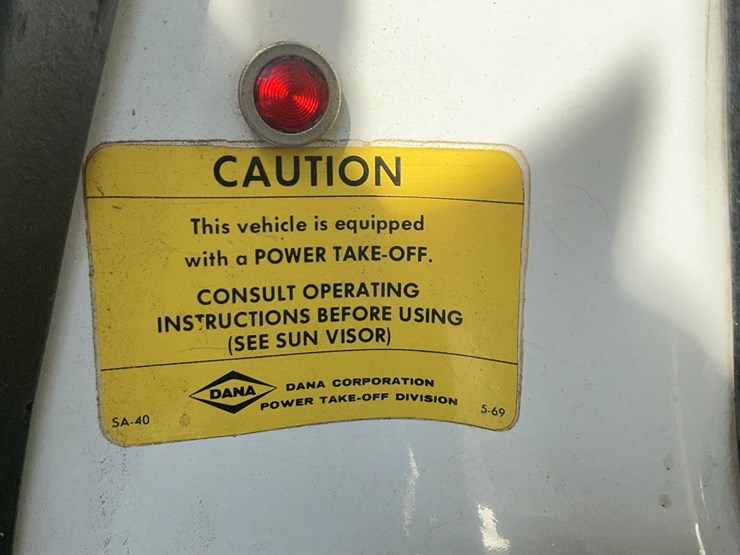 CAUTION
This vehicle is equipped
with a POWER TAKE-OFF.
CONSULT OPERATING
INSTRUCTIONS BEFORE USING
(SEE SUN VISOR)
DANA
DANA CORPORATION
POWER TAKE-OFF DIVISION
SA-40
5-69